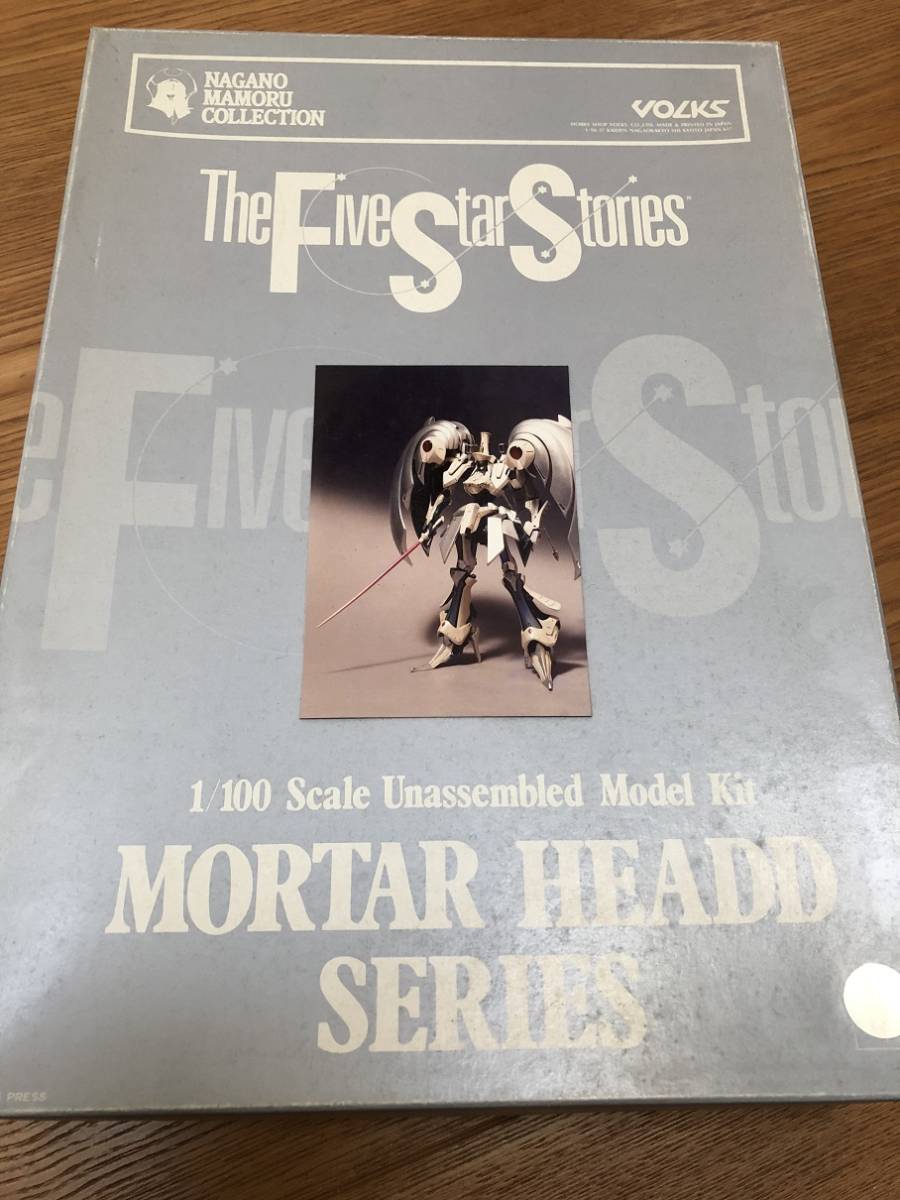 NAGANO
MAMORU
COLLECTION
VOLKS
The Five Star Stories
1/100 Scale Unassembled Model Kit
MORTAR HEADD
SERIES
PRESS